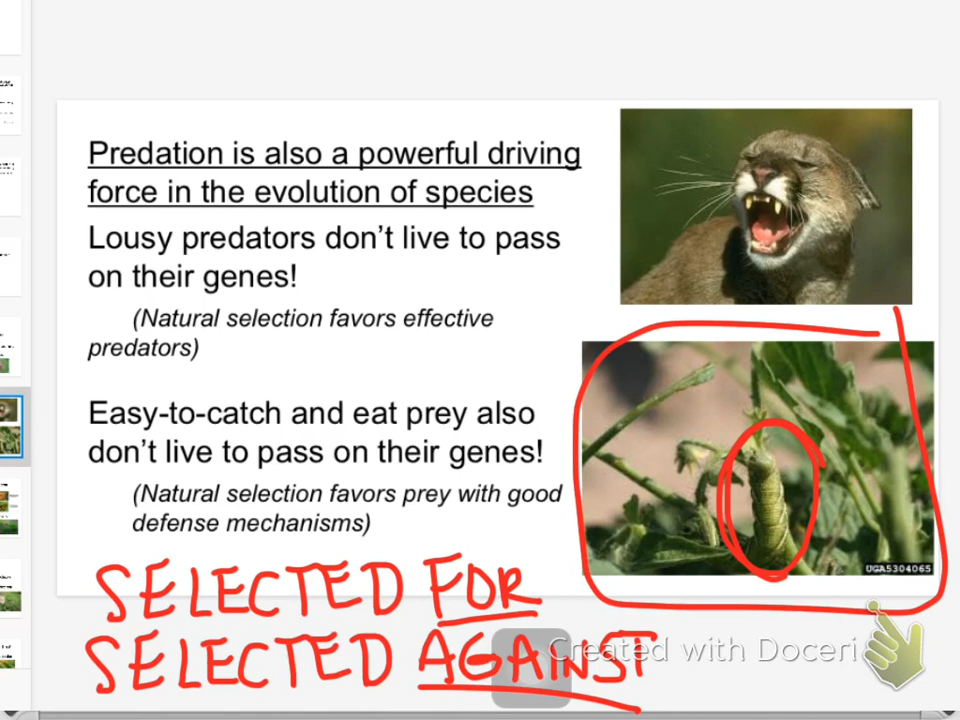 Predation is also a powerful driving
force in the evolution of species
Lousy predators don't live to pass
on their genes!
(Natural selection favors effective
predators)
Easy-to-catch and eat prey also
don't live to pass on their genes!
(Natural selection favors prey with good
defense mechanisms)
UGA5304065
SELECTED FOR
SELECTED AGAINST
Created with Doceri